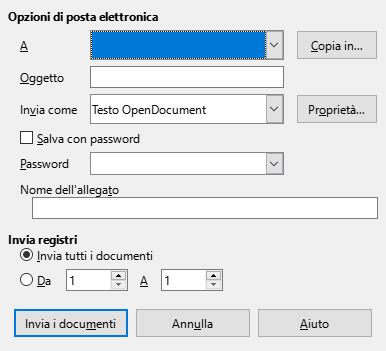 Opzioni di posta elettronica
A
Copia in...
Oggetto
Invia come Testo OpenDocument Proprietà...
Salva con password
Password
Nome dell'allegato
Invia registri
Invia tutti i documenti
Da 1 A 1
Invia i documenti Annulla Aiuto